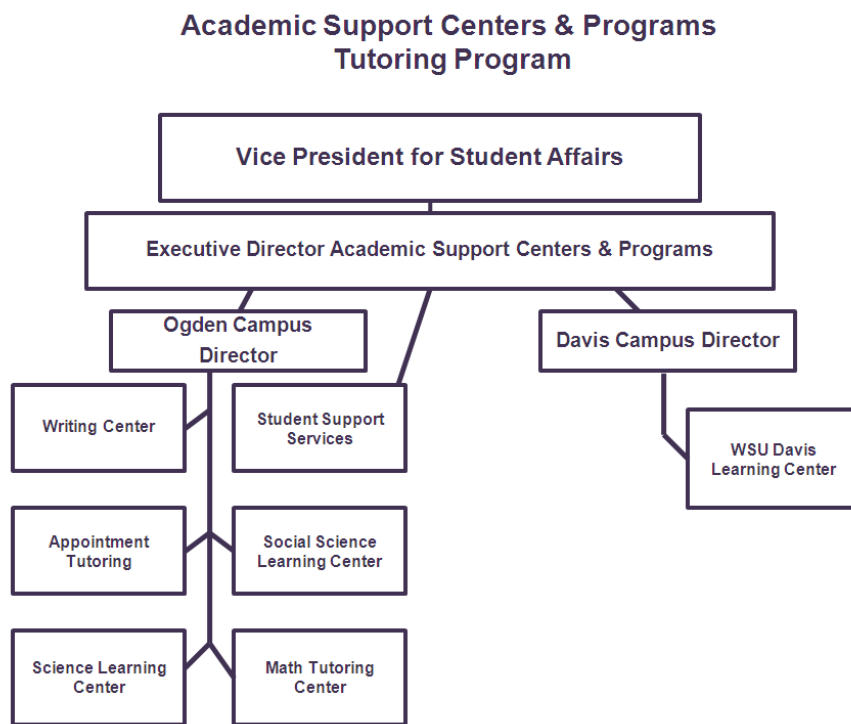 Academic Support Centers & Programs
Tutoring Program
Vice President for Student Affairs
Executive Director Academic Support Centers & Programs
Ogden Campus
Director
Davis Campus Director
Writing Center
Student Support
Services
WSU Davis
Learning Center
Appointment
Tutoring
Social Science
Learning Center
Science Learning
Center
Math Tutoring
Center